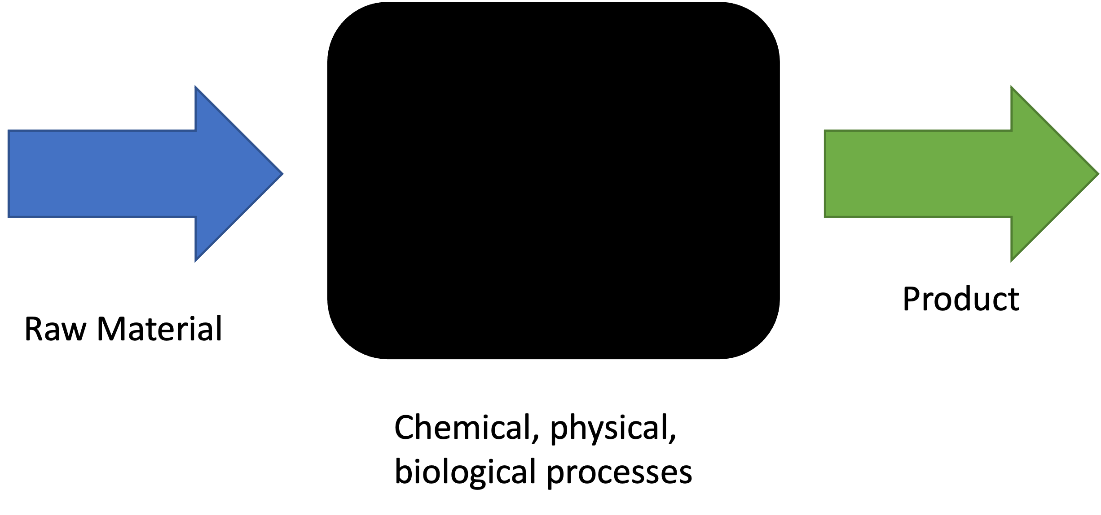 Raw Material
Product
Chemical, physical,
biological processes